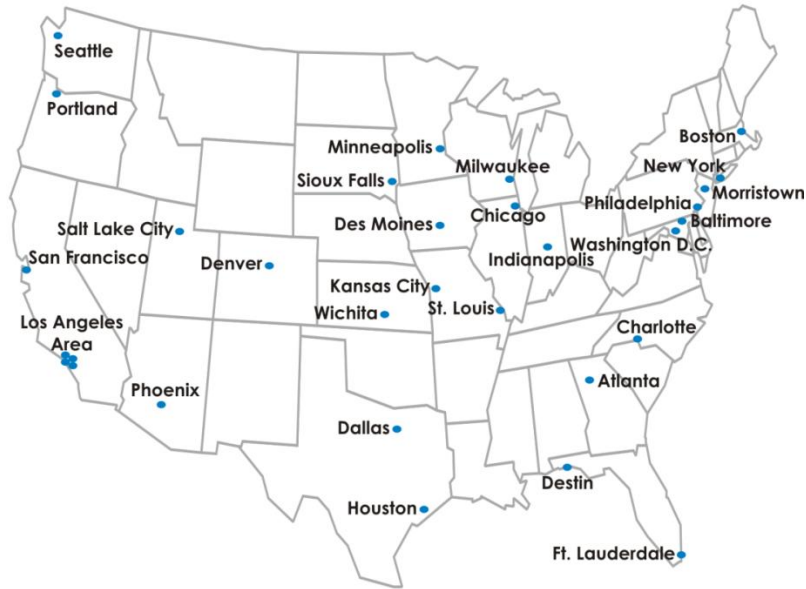 Seattle
Portland
Boston
Minneapolis
Milwaukee
New York
Sioux Falls
Morristown
Philadelphia
Chicago
Baltimore
Salt Lake City
Des Moines
Washington D.C.
San Francisco
Denver
Indianapolis
Kansas City
Wichita
St. Louis
Los Angeles
Area
Charlotte
Phoenix
Atlanta
Dallas
Destin
Houston
Ft. Lauderdale